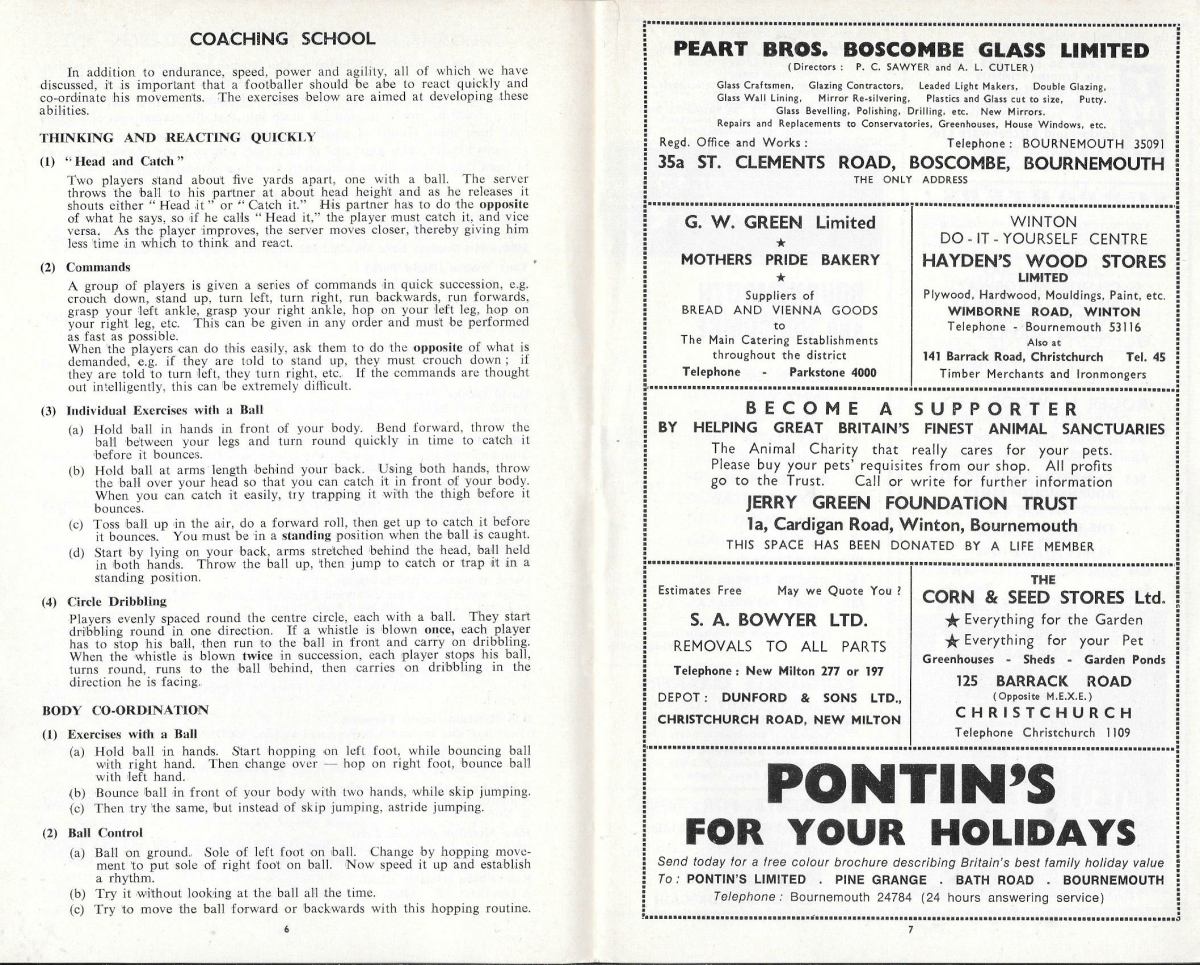 COACHING SCHOOL
In addition to endurance, speed, power and agility, all of which we have
discussed, it is important that a footballer should be abe to react quickly and
co-ordinate his movements. The exercises below are aimed at developing these
abilities.
THINKING AND REACTING QUICKLY
(1) "Head and Catch"
Two players stand about five yards apart, one with a ball. The server
throws the ball to his partner at about head height and as he releases it
shouts either "Head it" or "Catch it." His partner has to do the opposite
of what he says, so if he calls "Head it," the player must catch it, and vice
versa. As the player improves, the server moves closer, thereby giving him
less time in which to think and react.
(2) Commands
A group of players is given a series of commands in quick succession, e.g.
crouch down, stand up, turn left, turn right, run backwards, run forwards,
grasp your left ankle, grasp your right ankle, hop on your left leg, hop on
your right leg, etc. This can be given in any order and must be performed
as fast as possible.
When the players can do this easily, ask them to do the opposite of what is
demanded, e.g. if they are told to stand up, they must crouch down; if
they are told to turn left, they turn right, etc. If the commands are thought
out intelligently, this can be extremely difficult.
(3) Individual Exercises with a Ball
(a) Hold ball in hands in front of your body. Bend forward, throw the
ball between your legs and turn round quickly in time to catch it
before it bounces.
(b) Hold ball at arms length behind your back. Using both hands, throw
the ball over your head so that you can catch it in front of your body.
When you can catch it easily, try trapping it with the thigh before it
bounces.
(c) Toss ball up in the air, do a forward roll, then get up to catch it before
it bounces. You must be in a standing position when the ball is caught.
(d) Start by lying on your back, arms stretched behind the head, ball held
in both hands. Throw the ball up, then jump to catch or trap it in a
standing position.
(4) Circle Dribbling
Players evenly spaced round the centre circle, each with a ball. They start
dribbling round in one direction. If a whistle is blown once, each player
has to stop his ball, then run to the ball in front and carry on dribbling.
When the whistle is blown twice in succession, each player stops his ball,
turns round, runs to the ball behind, then carries on dribbling in the
direction he is facing.
BODY CO-ORDINATION
(1) Exercises with a Ball
(a) Hold ball in hands. Start hopping on left foot, while bouncing ball
with right hand. Then change over — hop on right foot, bounce ball
with left hand.
(b) Bounce ball in front of your body with two hands, while skip jumping.
(c) Then try the same, but instead of skip jumping, astride jumping.
(2) Ball Control
(a) Ball on ground. Sole of left foot on ball. Change by hopping move-
ment to put sole of right foot on ball. Now speed it up and establish
a rhythm.
(b) Try it without looking at the ball all the time.
(c) Try to move the ball forward or backwards with this hopping routine.
6
PEART BROS. BOSCOMBE GLASS LIMITED
(Directors: P. C. SAWYER and A. L. CUTLER)
Glass Craftsmen, Glazing Contractors, Leaded Light Makers, Double Glazing,
Glass Wall Lining, Mirror Re-silvering, Plastics and Glass cut to size, Putty.
Glass Bevelling, Polishing, Drilling, etc. New Mirrors.
Repairs and Replacements to Conservatories, Greenhouses, House Windows, etc.
Regd. Office and Works: Telephone: BOURNEMOUTH 35091
35a ST. CLEMENTS ROAD, BOSCOMBE, BOURNEMOUTH
THE ONLY ADDRESS
G. W. GREEN Limited
★
MOTHERS PRIDE BAKERY
★
Suppliers of
BREAD AND VIENNA GOODS
to
The Main Catering Establishments
throughout the district
Telephone - Parkstone 4000
WINTON
DO-IT-YOURSELF CENTRE
HAYDEN'S WOOD STORES
LIMITED
Plywood, Hardwood, Mouldings, Paint, etc.
WIMBORNE ROAD, WINTON
Telephone - Bournemouth 53116
Also at
141 Barrack Road, Christchurch Tel. 45
Timber Merchants and Ironmongers
BECOME A SUPPORTER
BY HELPING GREAT BRITAIN'S FINEST ANIMAL SANCTUARIES
The Animal Charity that really cares for your pets.
Please buy your pets' requisites from our shop. All profits
go to the Trust. Call or write for further information
JERRY GREEN FOUNDATION TRUST
1a, Cardigan Road, Winton, Bournemouth
THIS SPACE HAS BEEN DONATED BY A LIFE MEMBER
Estimates Free May we Quote You?
S. A. BOWYER LTD.
REMOVALS TO ALL PARTS
Telephone: New Milton 277 or 197
DEPOT: DUNFORD & SONS LTD.,
CHRISTCHURCH ROAD, NEW MILTON
THE
CORN & SEED STORES Ltd.
★ Everything for the Garden
★ Everything for your Pet
Greenhouses - Sheds - Garden Ponds
125 BARRACK ROAD
(Opposite M.E.X.E.)
CHRISTCHURCH
Telephone Christchurch 1109
PONTIN'S
FOR YOUR HOLIDAYS
Send today for a free colour brochure describing Britain's best family holiday value
To: PONTIN'S LIMITED . PINE GRANGE . BATH ROAD . BOURNEMOUTH
Telephone: Bournemouth 24784 (24 hours answering service)
7